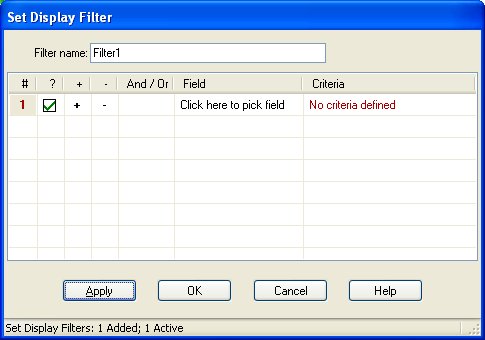 Set Display Filter
Filter name: Filter1
# ? + - And / Or Field Criteria
1 + - Click here to pick field No criteria defined
Apply OK Cancel Help
Set Display Filters: 1 Added; 1 Active